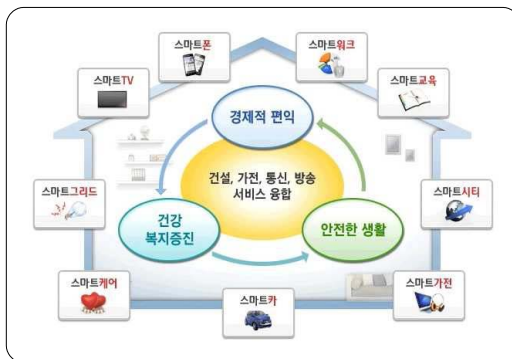 스마트폰
스마트워크
스마트TV
스마트교육
경제적 편익
건설, 가전, 통신, 방송
서비스 융합
스마트그리드
스마트시티
건강
복지증진
안전한 생활
스마트케어
스마트카
스마트가전